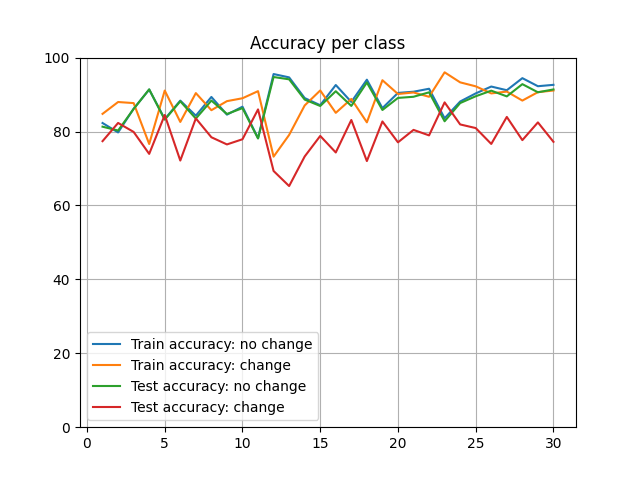 Accuracy per class
100
80
60
40
20
0
Train accuracy: no change
Train accuracy: change
Test accuracy: no change
Test accuracy: change
0 5 10 15 20 25 30